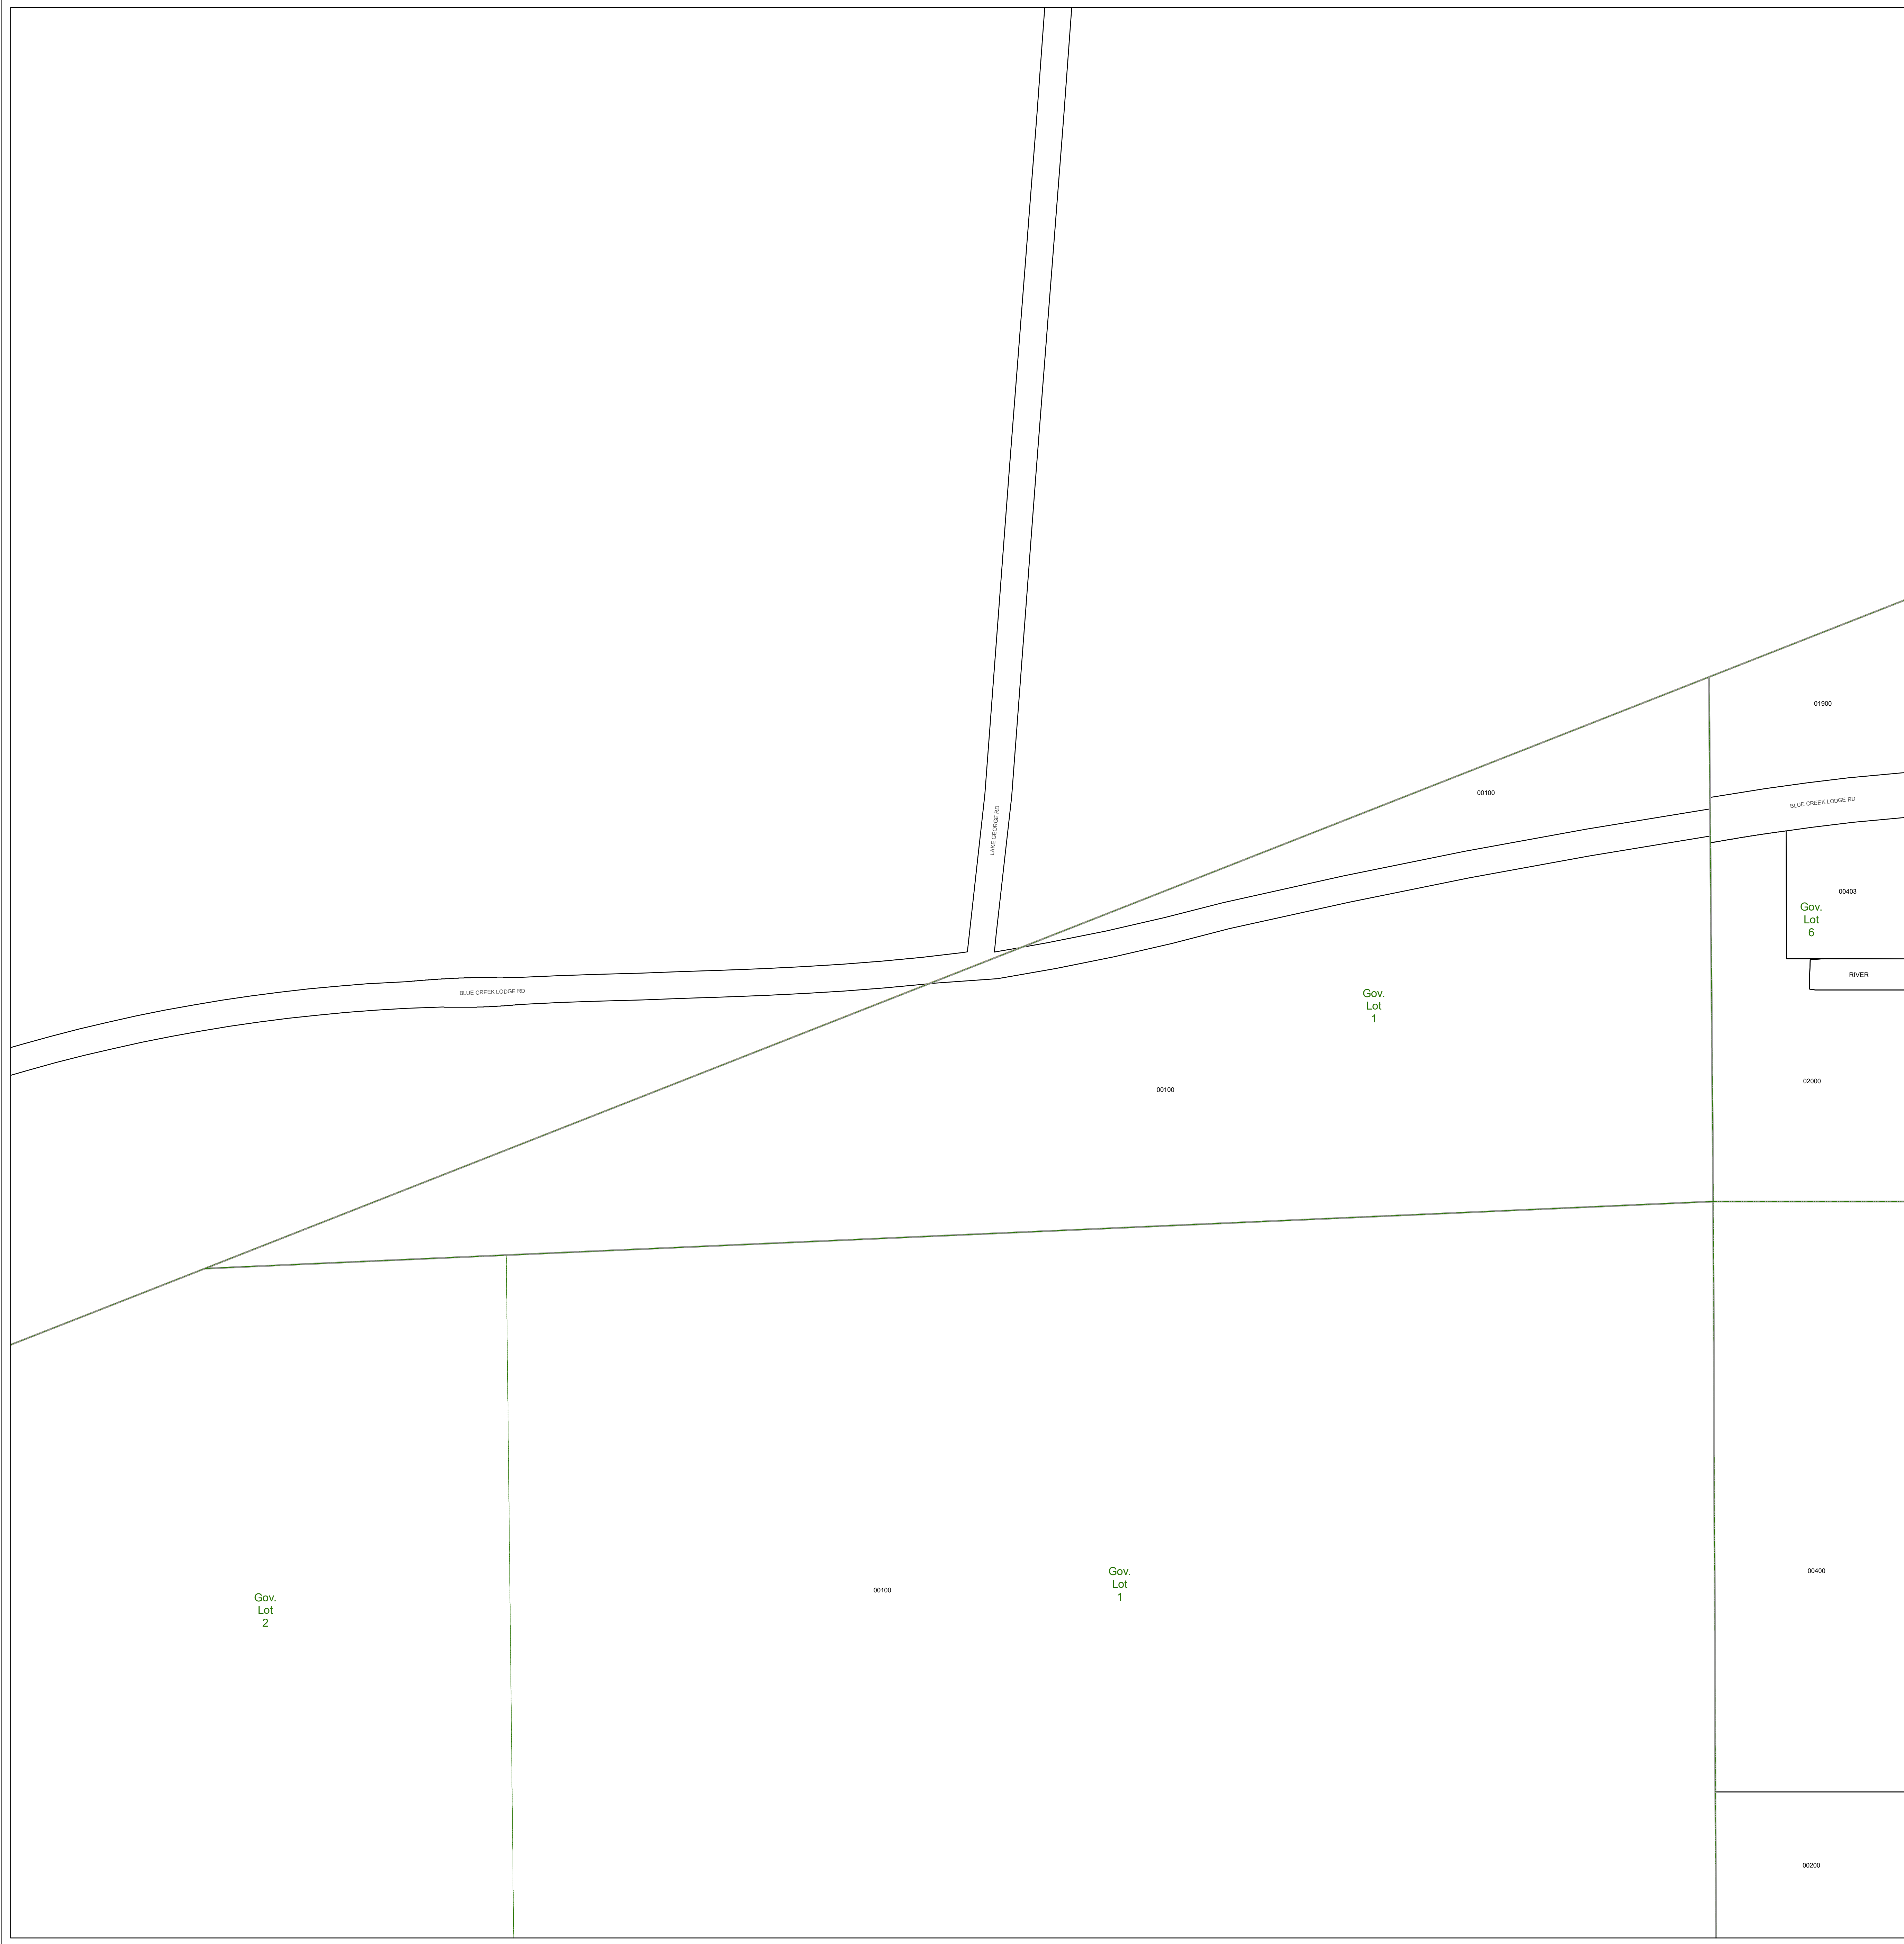 01900
00100
BLUE CREEK LODGE RD
LAKE GEORGE RD
00403
Gov.
Lot
6
RIVER
BLUE CREEK LODGE RD
Gov.
Lot
1
02000
00100
00400
Gov.
Lot
1
00100
Gov.
Lot
2
00200